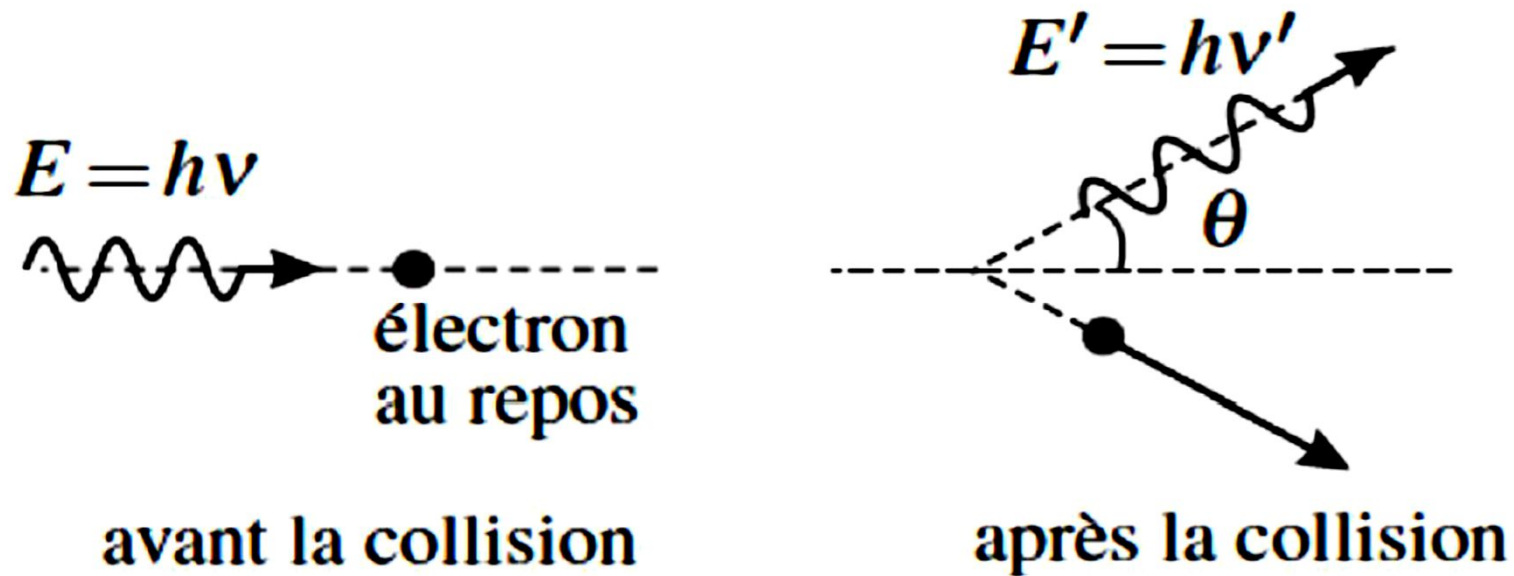 E = hν
électron
au repos
avant la collision
E′ = hν′
θ
après la collision